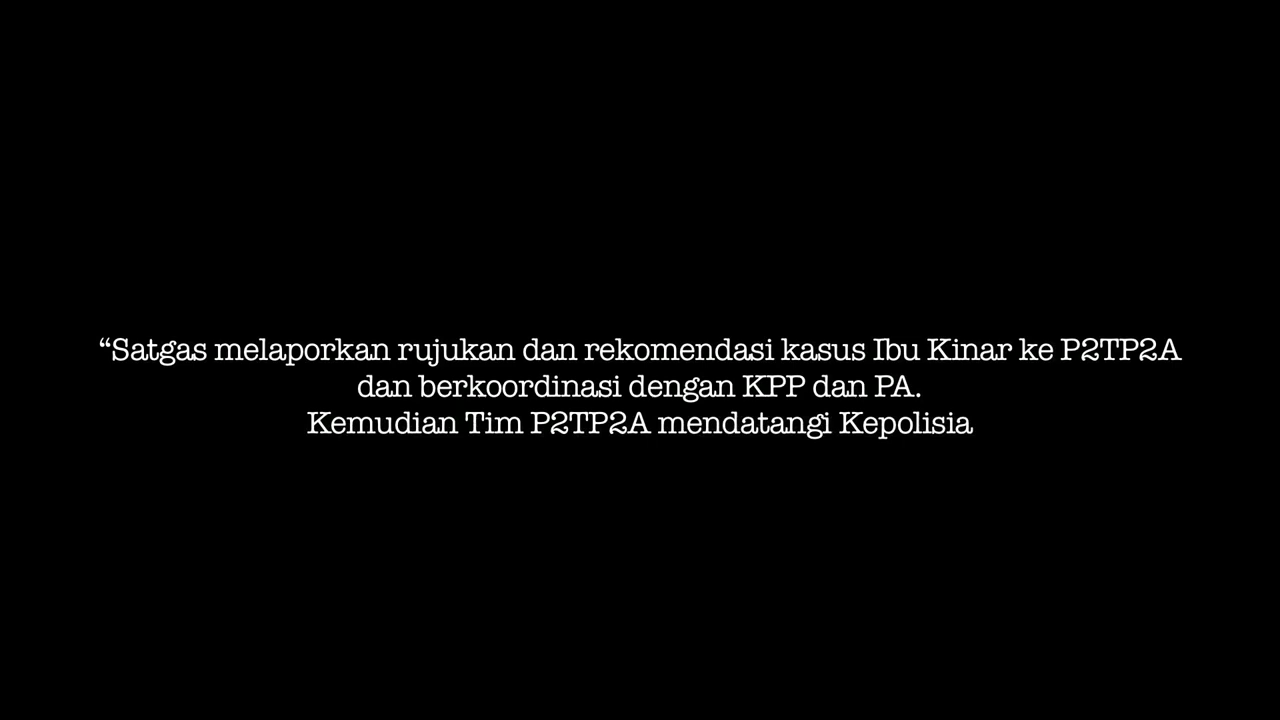 “Satgas melaporkan rujukan dan rekomendasi kasus Ibu Kinar ke P2TP2A
dan berkoordinasi dengan KPP dan PA.
Kemudian Tim P2TP2A mendatangi Kepolisia